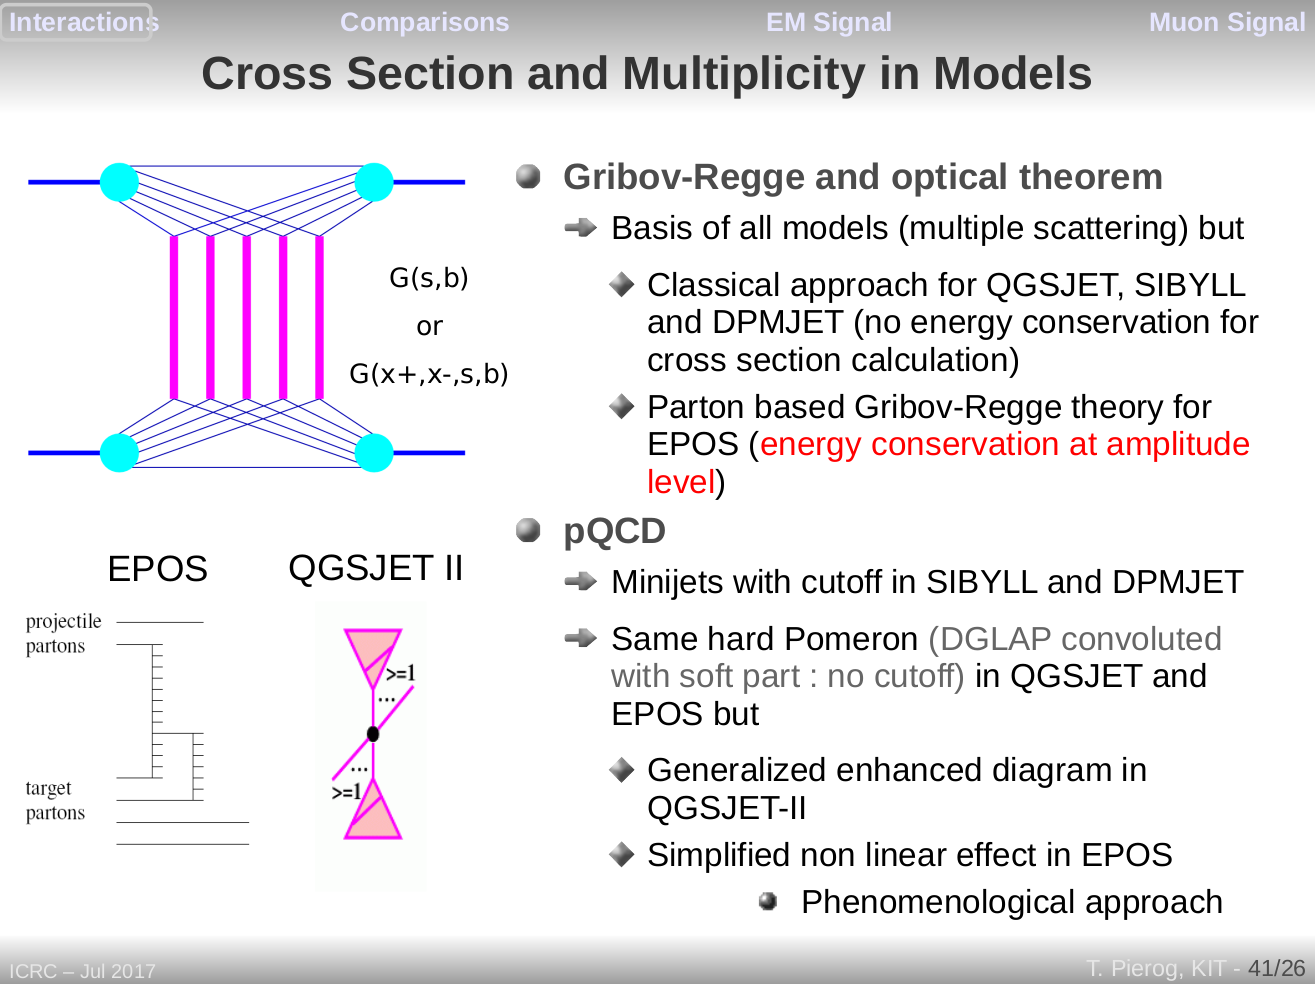 Interactions Comparisons EM Signal Muon Signal
Cross Section and Multiplicity in Models
G(s,b)
or
G(x+,x-,s,b)
EPOS QGSJET II
projectile
partons
>=1
...
...
>=1
target
partons
Gribov-Regge and optical theorem
Basis of all models (multiple scattering) but
Classical approach for QGSJET, SIBYLL
and DPMJET (no energy conservation for
cross section calculation)
Parton based Gribov-Regge theory for
EPOS (energy conservation at amplitude
level)
pQCD
Minijets with cutoff in SIBYLL and DPMJET
Same hard Pomeron (DGLAP convoluted
with soft part : no cutoff) in QGSJET and
EPOS but
Generalized enhanced diagram in
QGSJET-II
Simplified non linear effect in EPOS
Phenomenological approach
ICRC – Jul 2017 T. Pierog, KIT - 41/26